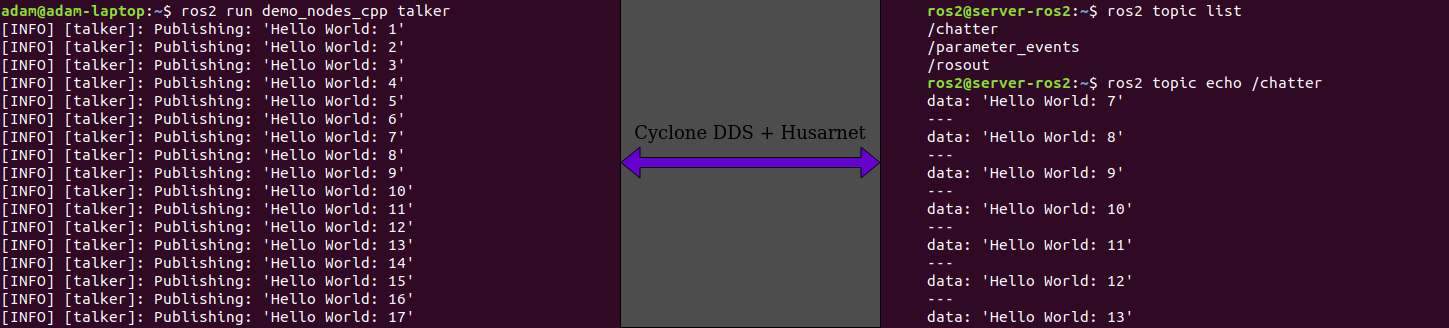 adam@adam-laptop:~$ ros2 run demo_nodes_cpp talker
[INFO] [talker]: Publishing: 'Hello World: 1'
[INFO] [talker]: Publishing: 'Hello World: 2'
[INFO] [talker]: Publishing: 'Hello World: 3'
[INFO] [talker]: Publishing: 'Hello World: 4'
[INFO] [talker]: Publishing: 'Hello World: 5'
[INFO] [talker]: Publishing: 'Hello World: 6'
[INFO] [talker]: Publishing: 'Hello World: 7'
[INFO] [talker]: Publishing: 'Hello World: 8'
[INFO] [talker]: Publishing: 'Hello World: 9'
[INFO] [talker]: Publishing: 'Hello World: 10'
[INFO] [talker]: Publishing: 'Hello World: 11'
[INFO] [talker]: Publishing: 'Hello World: 12'
[INFO] [talker]: Publishing: 'Hello World: 13'
[INFO] [talker]: Publishing: 'Hello World: 14'
[INFO] [talker]: Publishing: 'Hello World: 15'
[INFO] [talker]: Publishing: 'Hello World: 16'
[INFO] [talker]: Publishing: 'Hello World: 17'
Cyclone DDS + Husarnet
ros2@server-ros2:~$ ros2 topic list
/chatter
/parameter_events
/rosout
ros2@server-ros2:~$ ros2 topic echo /chatter
data: 'Hello World: 7'
---
data: 'Hello World: 8'
---
data: 'Hello World: 9'
---
data: 'Hello World: 10'
---
data: 'Hello World: 11'
---
data: 'Hello World: 12'
---
data: 'Hello World: 13'